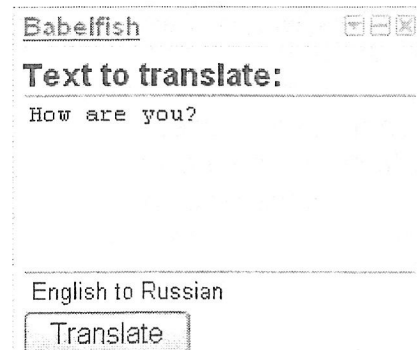 Babelfish
Text to translate:
How are you?
English to Russian
Translate